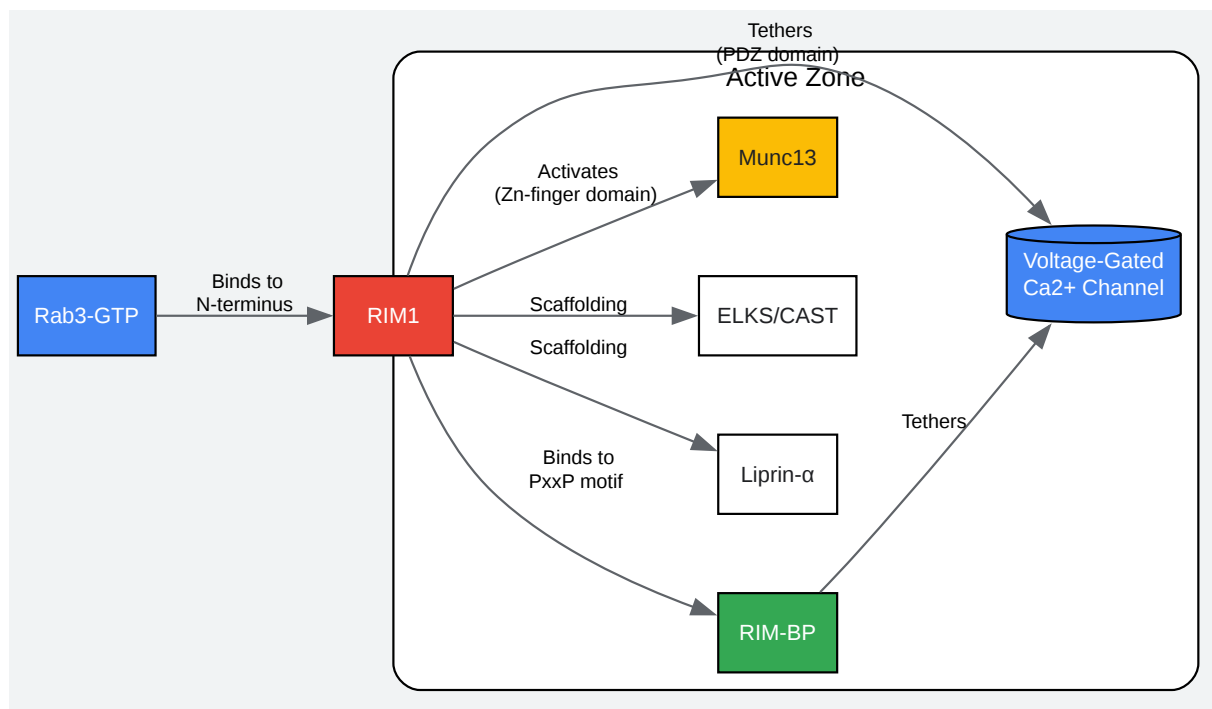 Tethers
(PDZ domain)
Active Zone
Munc13
Activates
(Zn-finger domain)
Voltage-Gated
Ca2+ Channel
Binds to
N-terminus
Rab3-GTP
RIM1
Scaffolding
ELKS/CAST
Scaffolding
Tethers
Binds to
PxxP motif
Liprin-α
RIM-BP